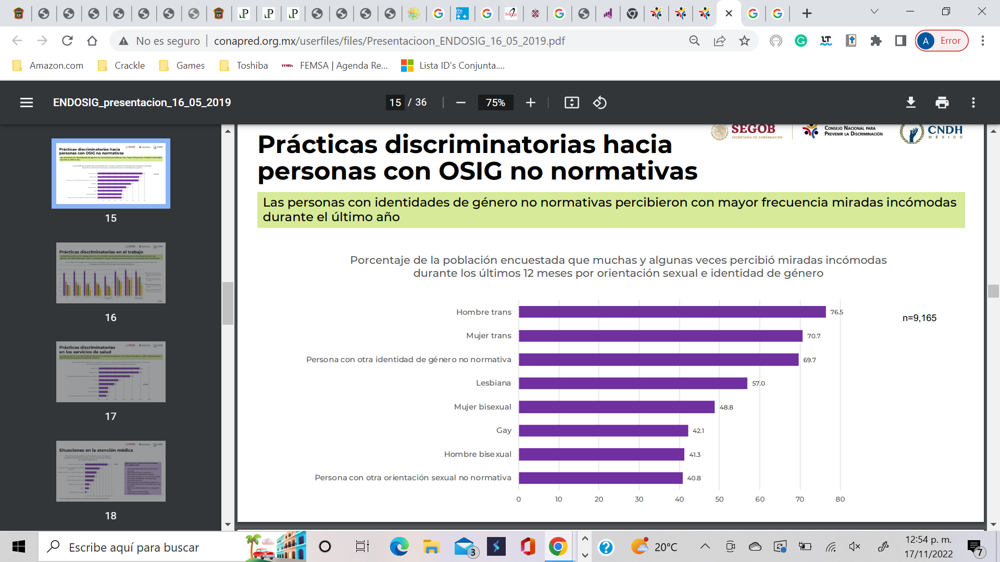 No es seguro
conapred.org.mx/userfiles/files/Presentacioon_ENDOSIG_16_05_2019.pdf
A
Error
Amazon.com
Crackle
Games
Toshiba
FEMSA
FEMSA | Agenda Re...
Lista ID's Conjunta....
ENDOSIG_presentacion_16_05_2019
15 / 36
75%
Prácticas discriminatorias hacia
personas con OSIG no normativas
15
Prácticas discriminatorias en el trabajo
16
Prácticas discriminatorias
en los servicios de salud
17
Situaciones en la atención médica
18
SEGOB
SECRETARÍA DE GOBERNACIÓN
CONSEJO NACIONAL PARA
PREVENIR LA DISCRIMINACIÓN
CNDH
MÉXICO
Prácticas discriminatorias hacia
personas con OSIG no normativas
Las personas con identidades de género no normativas percibieron con mayor frecuencia miradas incómodas
durante el último año
Porcentaje de la población encuestada que muchas y algunas veces percibió miradas incómodas
durante los últimos 12 meses por orientación sexual e identidad de género
Hombre trans 76.5
n=9,165
Mujer trans 70.7
Persona con otra identidad de género no normativa 69.7
Lesbiana 57.0
Mujer bisexual 48.8
Gay 42.1
Hombre bisexual 41.3
Persona con otra orientación sexual no normativa 40.8
0 10 20 30 40 50 60 70 80
Escribe aquí para buscar
3
20°C
12:54 p. m.
17/11/2022
7